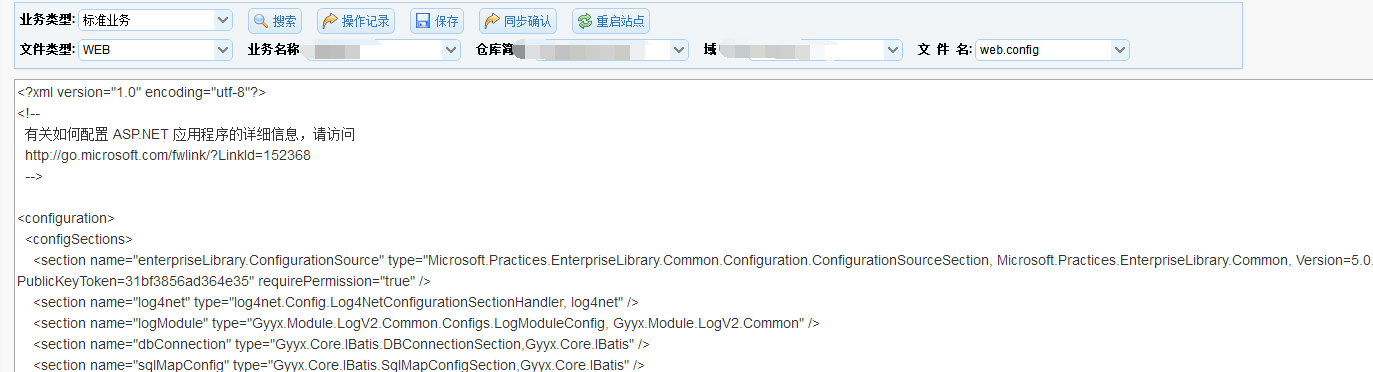 业务类型: 标准业务 搜索 操作记录 保存 同步确认 重启站点
文件类型: WEB 业务名称 仓库 域 文 件 名: web.config
<?xml version="1.0" encoding="utf-8"?>
<!--
有关如何配置 ASP.NET 应用程序的详细信息，请访问
http://go.microsoft.com/fwlink/?LinkId=152368
-->
<configuration>
<configSections>
<section name="enterpriseLibrary.ConfigurationSource" type="Microsoft.Practices.EnterpriseLibrary.Common.Configuration.ConfigurationSourceSection, Microsoft.Practices.EnterpriseLibrary.Common, Version=5.0.
PublicKeyToken=31bf3856ad364e35" requirePermission="true" />
<section name="log4net" type="log4net.Config.Log4NetConfigurationSectionHandler, log4net" />
<section name="logModule" type="Gyyx.Module.LogV2.Common.Configs.LogModuleConfig, Gyyx.Module.LogV2.Common" />
<section name="dbConnection" type="Gyyx.Core.IBatis.DBConnectionSection,Gyyx.Core.IBatis" />
<section name="sqlMapConfig" type="Gyyx.Core.IBatis.SqlMapConfigSection,Gyyx.Core.IBatis" />